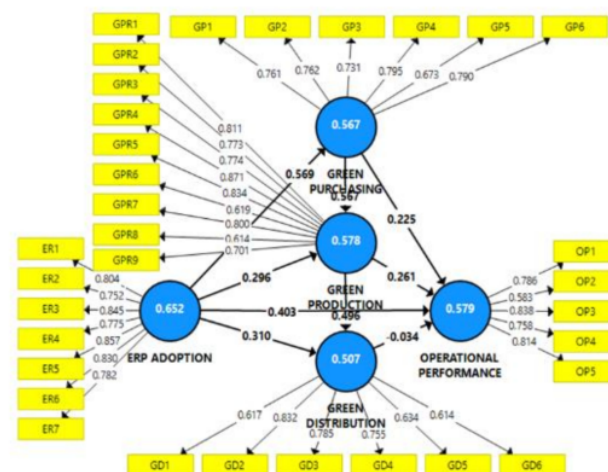 GPR1
GPR2
GPR3
GPR4
GPR5
GPR6
GPR7
GPR8
GPR9
GP1
GP2
GP3
GP4
GP5
GP6
0.761
0.762
0.731
0.795
0.673
0.790
0.811
0.773
0.774
0.871
0.834
0.619
0.800
0.614
0.701
0.567
GREEN
PURCHASING
0.569
0.567
0.225
0.578
GREEN
PRODUCTION
0.296
0.261
ER1
ER2
ER3
ER4
ER5
ER6
ER7
0.804
0.752
0.845
0.775
0.857
0.830
0.782
0.652
ERP ADOPTION
0.403
0.496
0.310
-0.034
0.579
OPERATIONAL
PERFORMANCE
0.786
0.583
0.838
0.758
0.814
OP1
OP2
OP3
OP4
OP5
0.507
GREEN
DISTRIBUTION
0.617
0.832
0.785
0.755
0.634
0.614
GD1
GD2
GD3
GD4
GD5
GD6